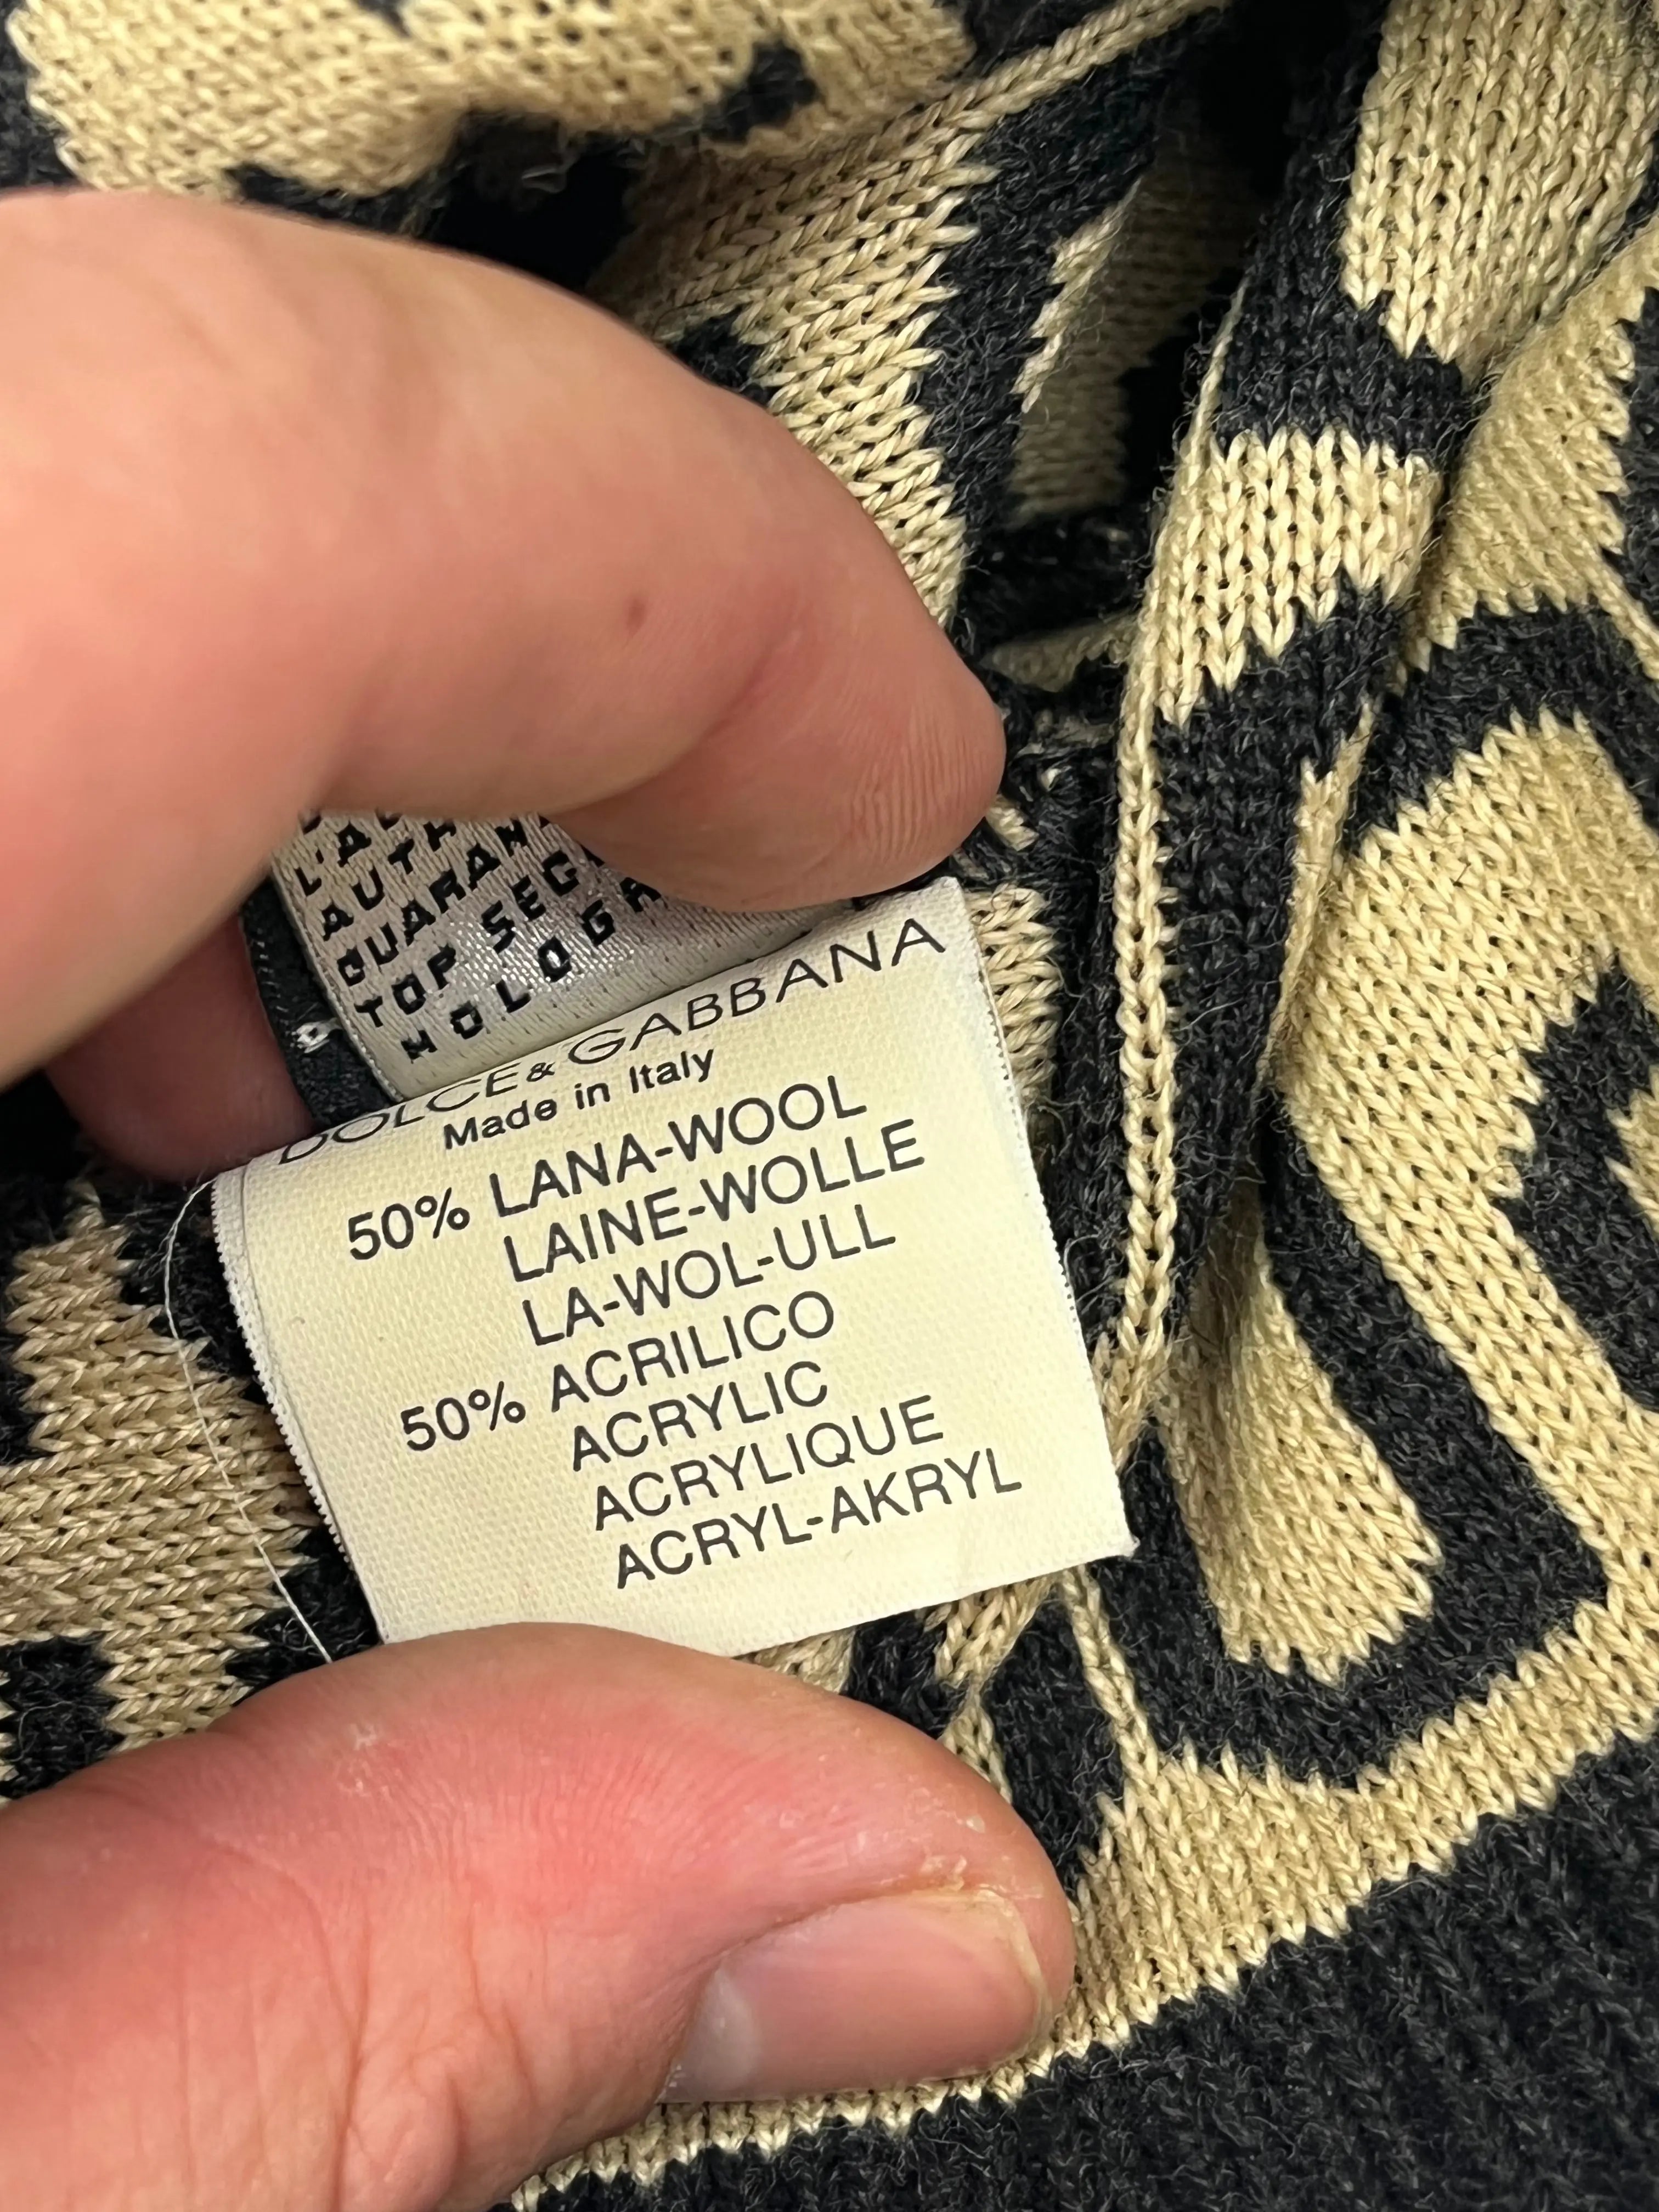 TOP
DOLCE & GABBANA
Made in Italy
50% LANA-WOOL
LAINE-WOLLE
LA-WOL-ULL
50% ACRILICO
ACRYLIC
ACRYLIQUE
ACRYL-AKRYL